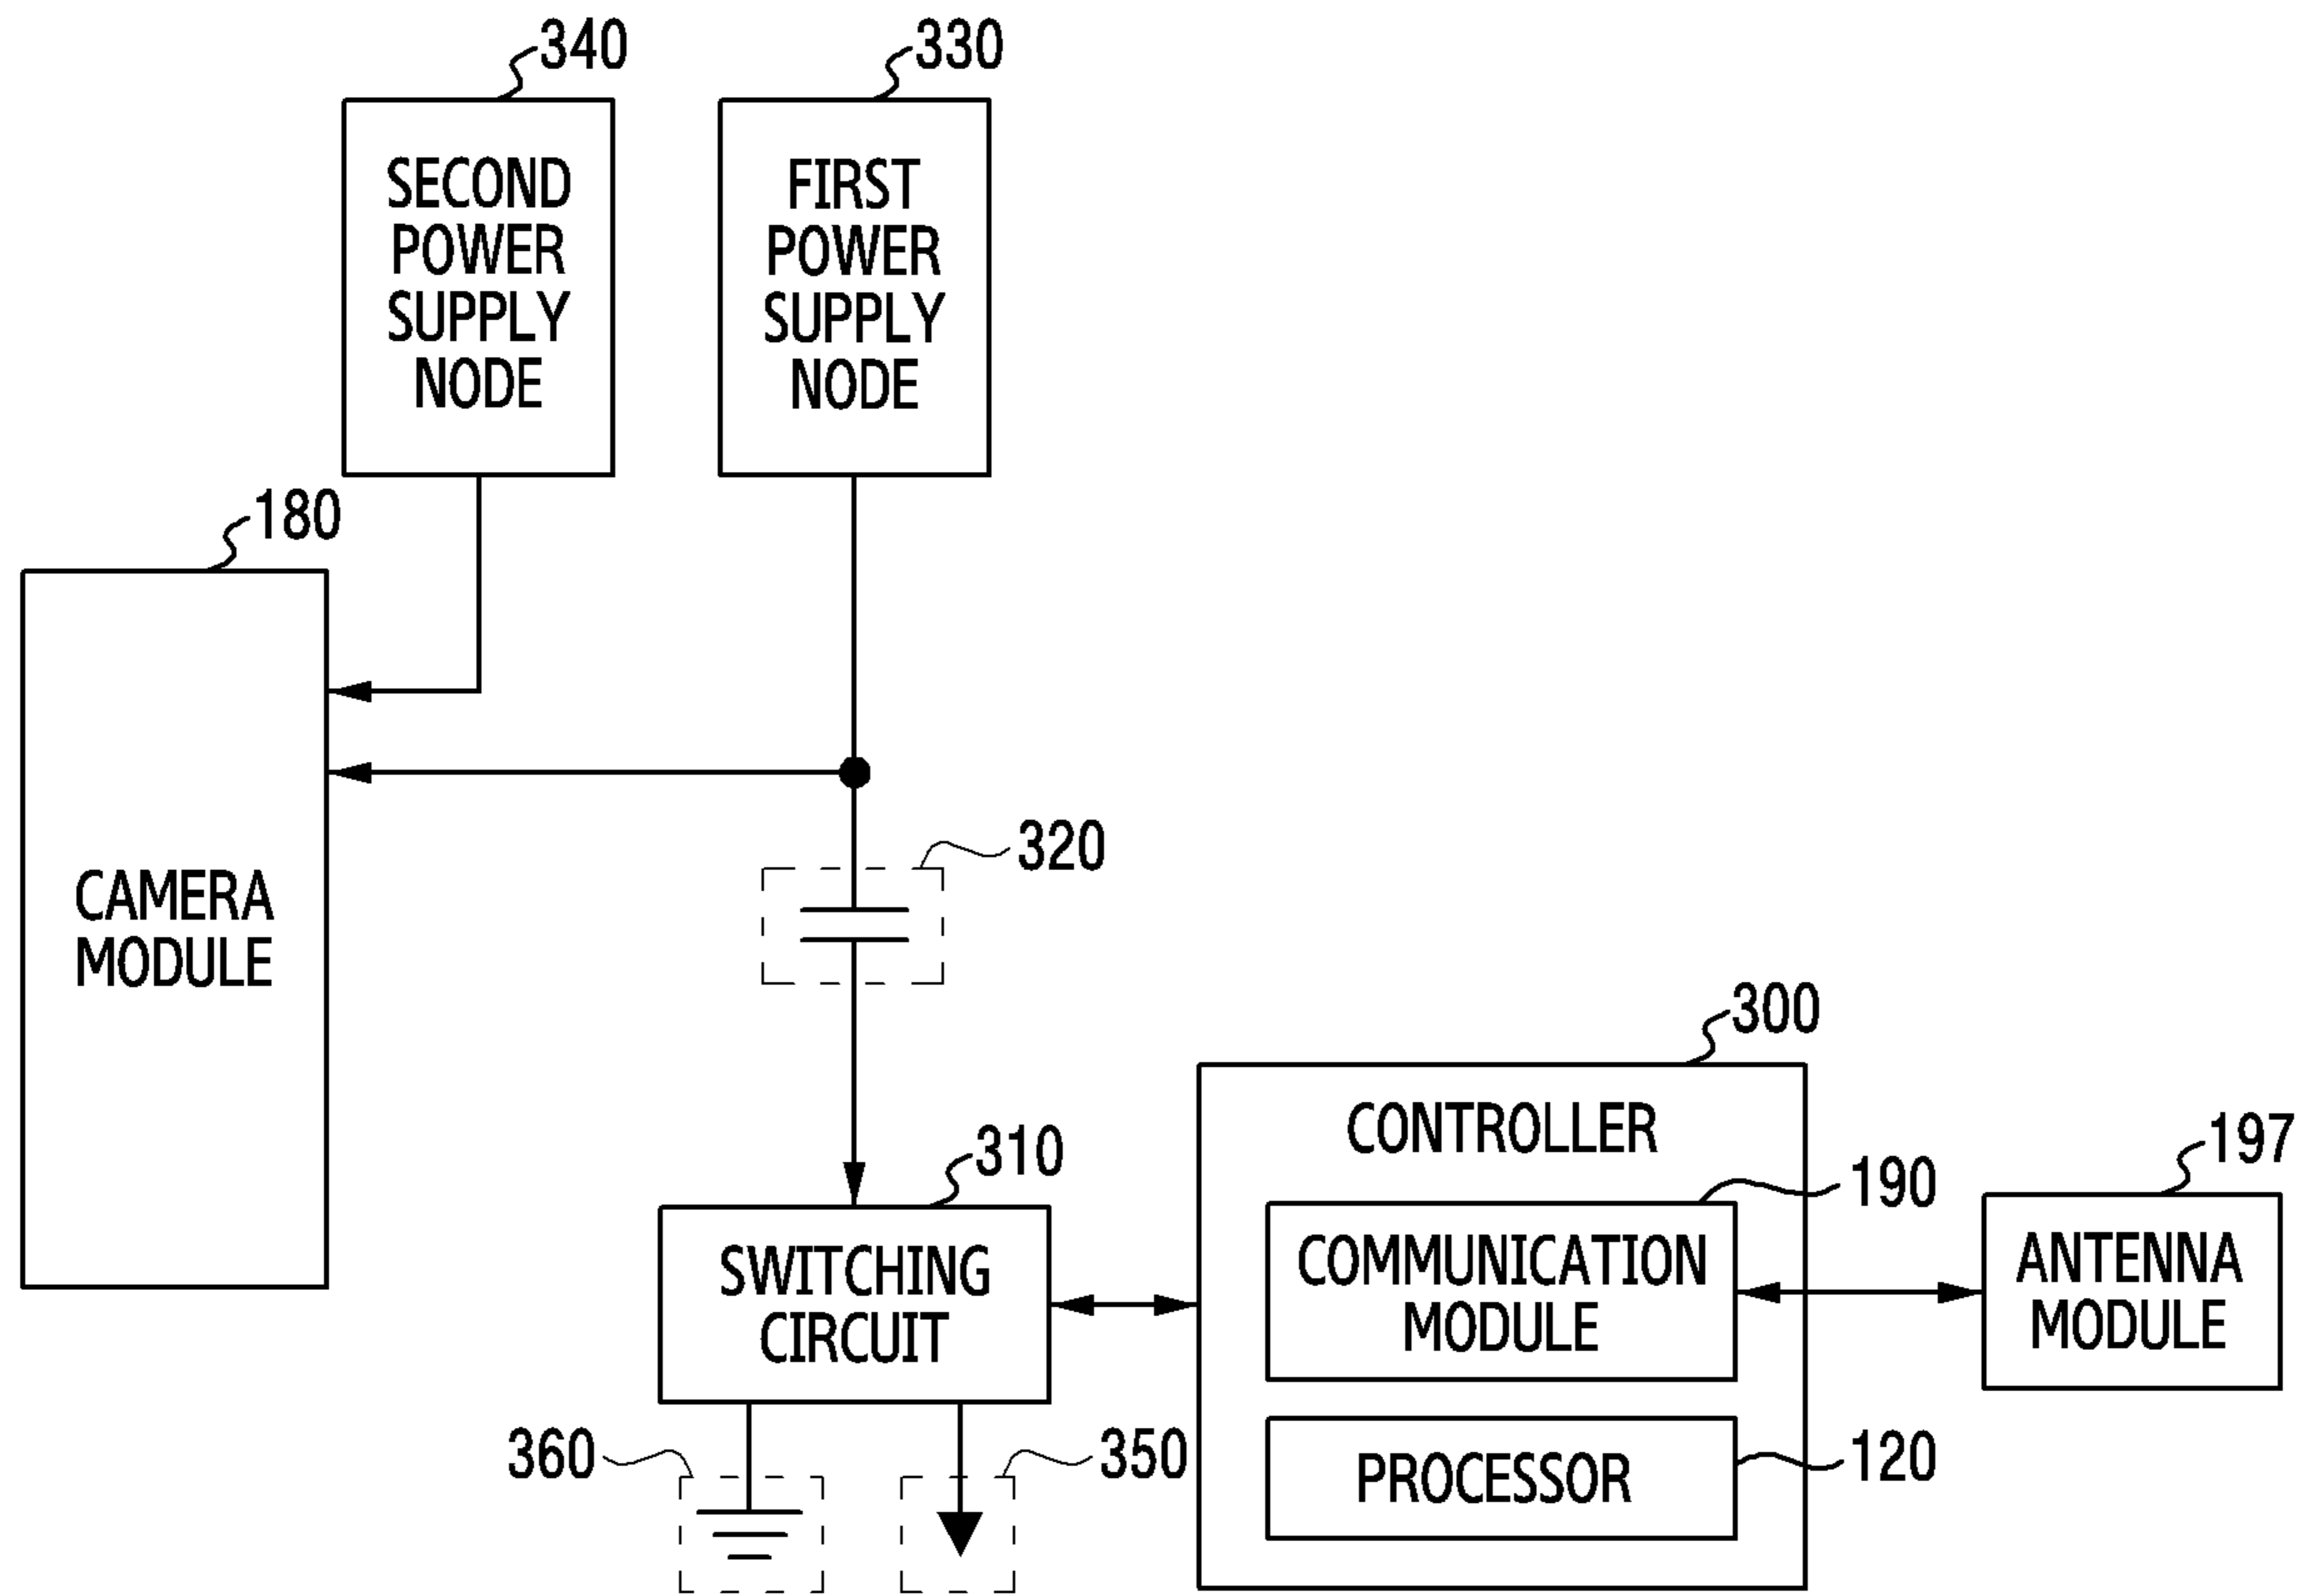 340
330
SECOND
POWER
SUPPLY
NODE
FIRST
POWER
SUPPLY
NODE
180
CAMERA
MODULE
320
300
CONTROLLER
310
SWITCHING
CIRCUIT
190
COMMUNICATION
MODULE
197
ANTENNA
MODULE
360
350
PROCESSOR
120